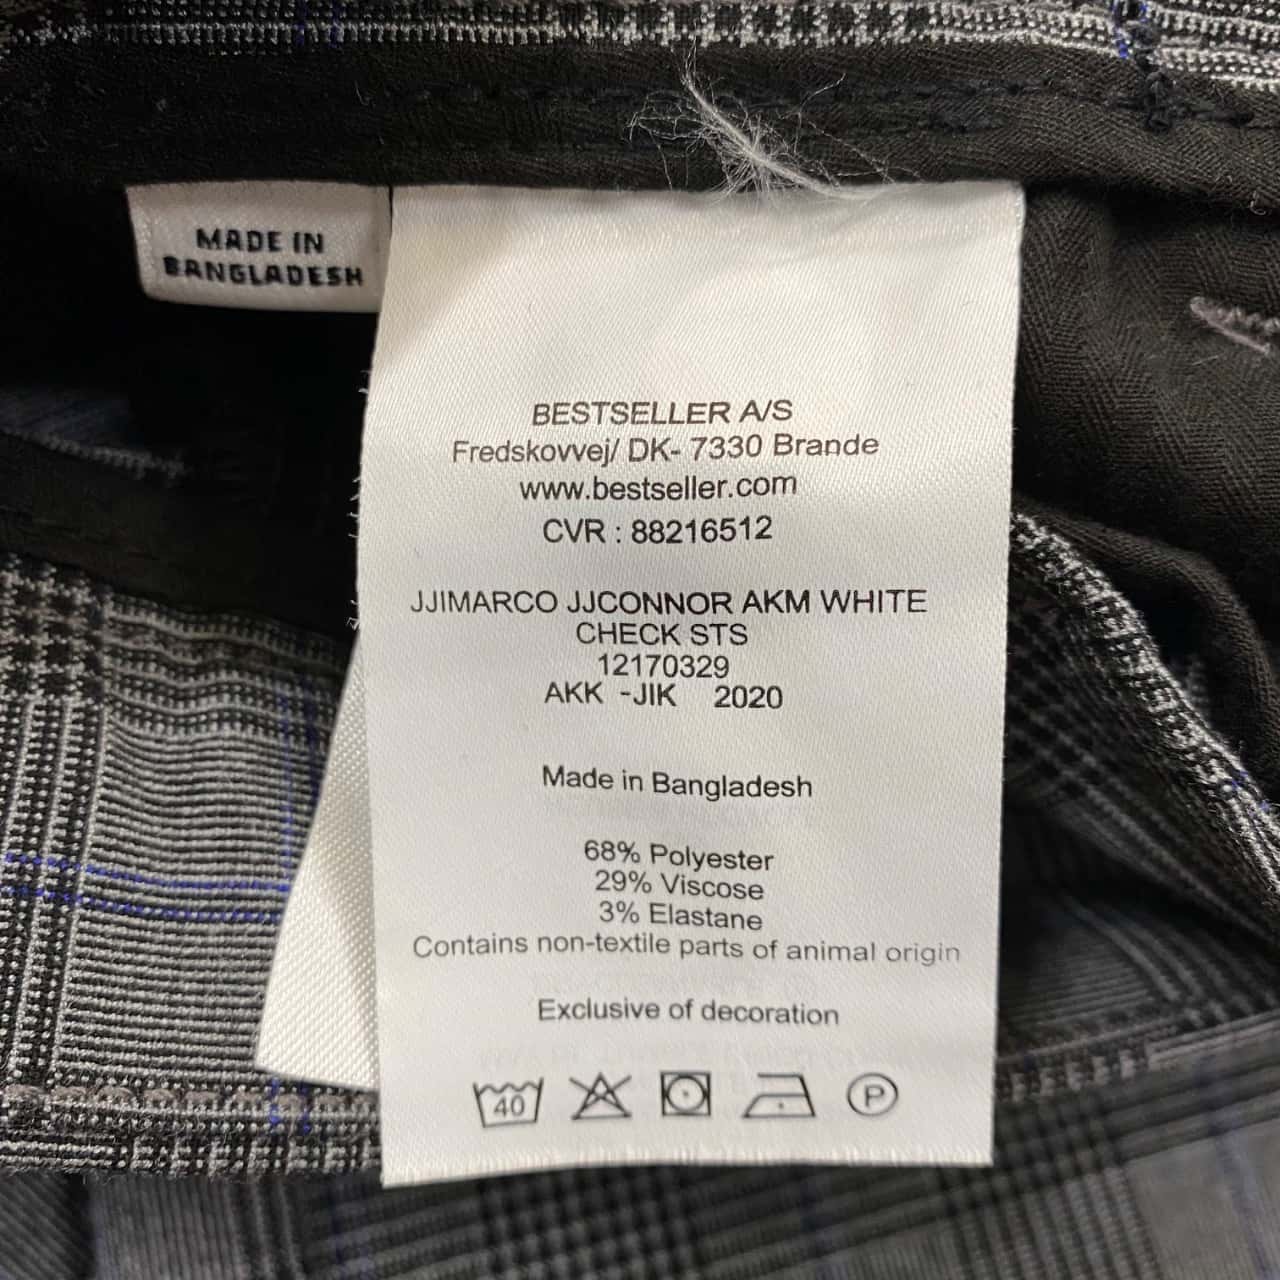 MADE IN
BANGLADESH
BESTSELLER A/S
Fredskovvej/ DK- 7330 Brande
www.bestseller.com
CVR : 88216512
JJIMARCO JJCONNOR AKM WHITE
CHECK STS
12170329
AKK -JIK 2020
Made in Bangladesh
68% Polyester
29% Viscose
3% Elastane
Contains non-textile parts of animal origin
Exclusive of decoration
40 P